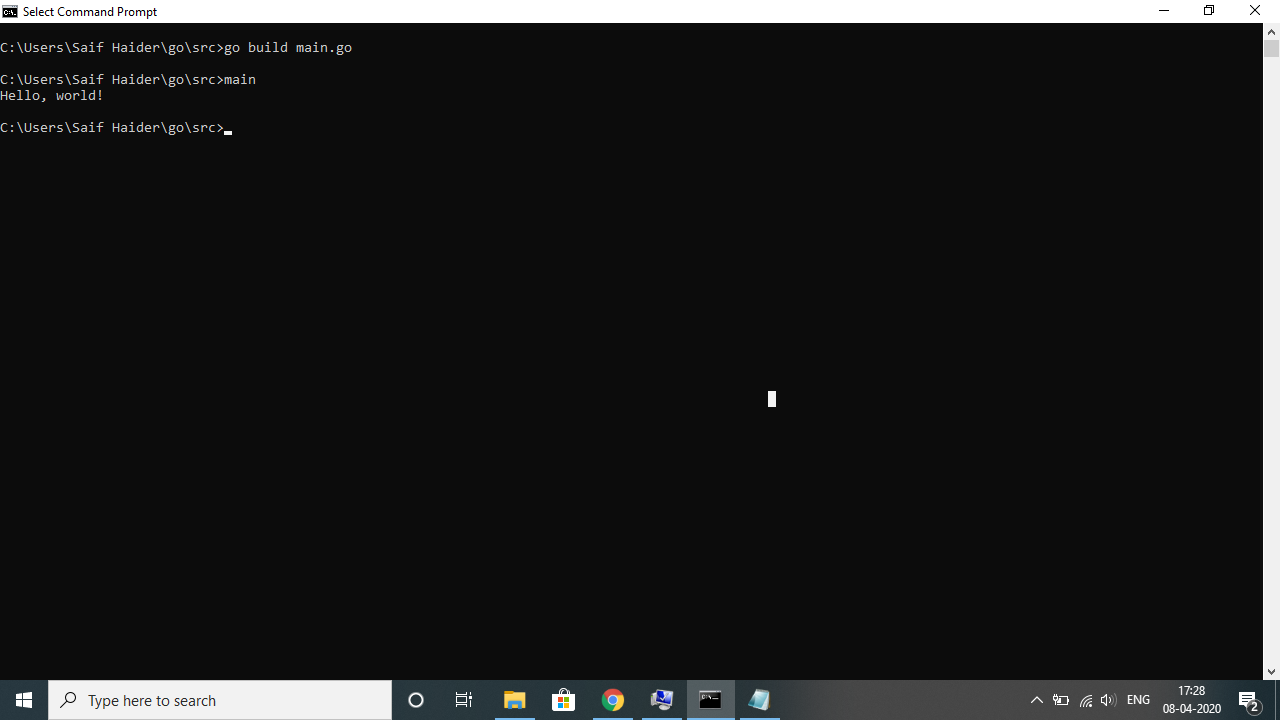 Select Command Prompt
C:\Users\Saif Haider\go\src>go build main.go
C:\Users\Saif Haider\go\src>main
Hello, world!
C:\Users\Saif Haider\go\src>
Type here to search
ENG
17:28
08-04-2020
2